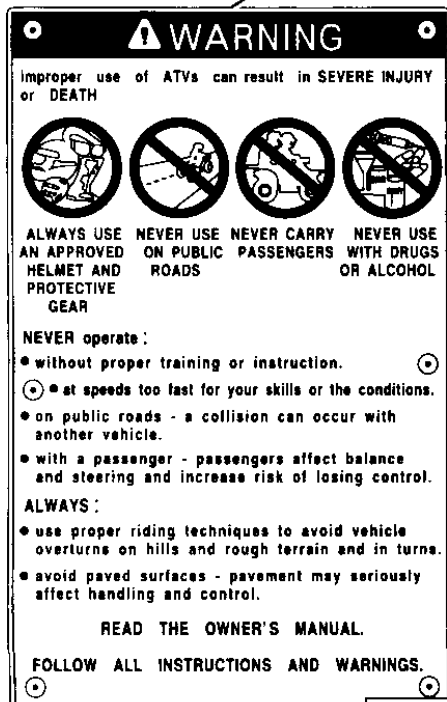 WARNING
Improper use of ATVs can result in SEVERE INJURY
or DEATH
ALWAYS USE
AN APPROVED
HELMET AND
PROTECTIVE
GEAR
NEVER USE
ON PUBLIC
ROADS
NEVER CARRY
PASSENGERS
NEVER USE
WITH DRUGS
OR ALCOHOL
NEVER operate:
• without proper training or instruction.
• at speeds too fast for your skills or the conditions.
• on public roads - a collision can occur with
another vehicle.
• with a passenger - passengers affect balance
and steering and increase risk of losing control.
ALWAYS:
• use proper riding techniques to avoid vehicle
overturns on hills and rough terrain and in turns.
• avoid paved surfaces - pavement may seriously
affect handling and control.
READ THE OWNER'S MANUAL.
FOLLOW ALL INSTRUCTIONS AND WARNINGS.